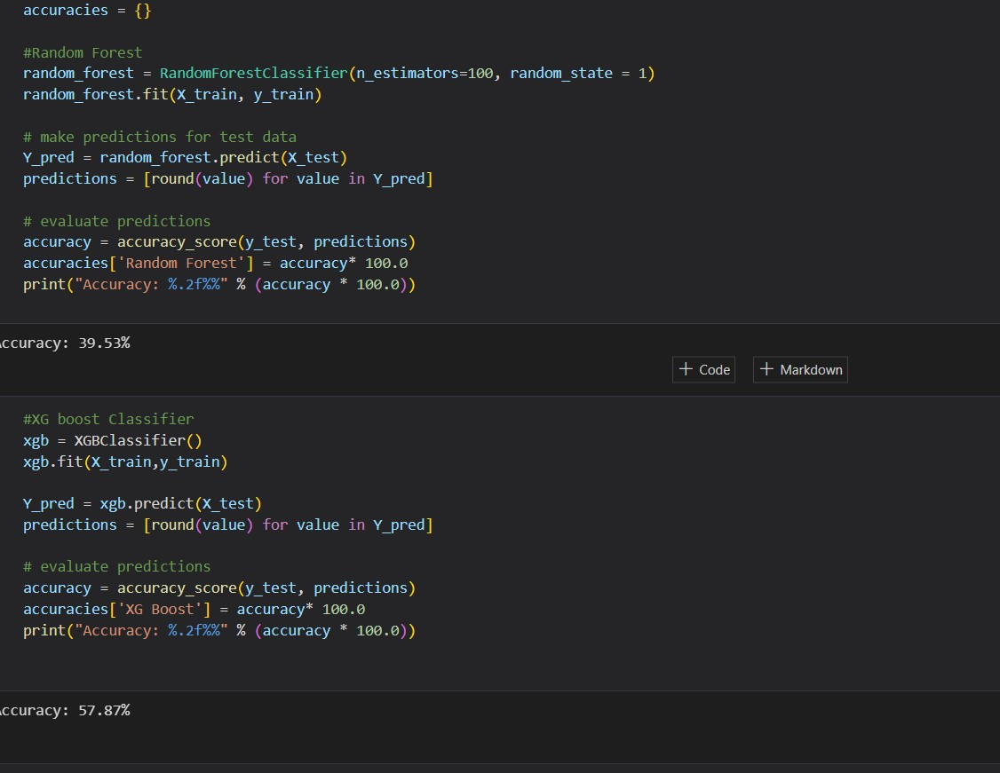 accuracies = {}
#Random Forest
random_forest = RandomForestClassifier(n_estimators=100, random_state = 1)
random_forest.fit(X_train, y_train)
# make predictions for test data
Y_pred = random_forest.predict(X_test)
predictions = [round(value) for value in Y_pred]
# evaluate predictions
accuracy = accuracy_score(y_test, predictions)
accuracies['Random Forest'] = accuracy* 100.0
print("Accuracy: %.2f%%" % (accuracy * 100.0))
ccuracy: 39.53%
+ Code + Markdown
#XG boost Classifier
xgb = XGBClassifier()
xgb.fit(X_train,y_train)
Y_pred = xgb.predict(X_test)
predictions = [round(value) for value in Y_pred]
# evaluate predictions
accuracy = accuracy_score(y_test, predictions)
accuracies['XG Boost'] = accuracy* 100.0
print("Accuracy: %.2f%%" % (accuracy * 100.0))
ccuracy: 57.87%